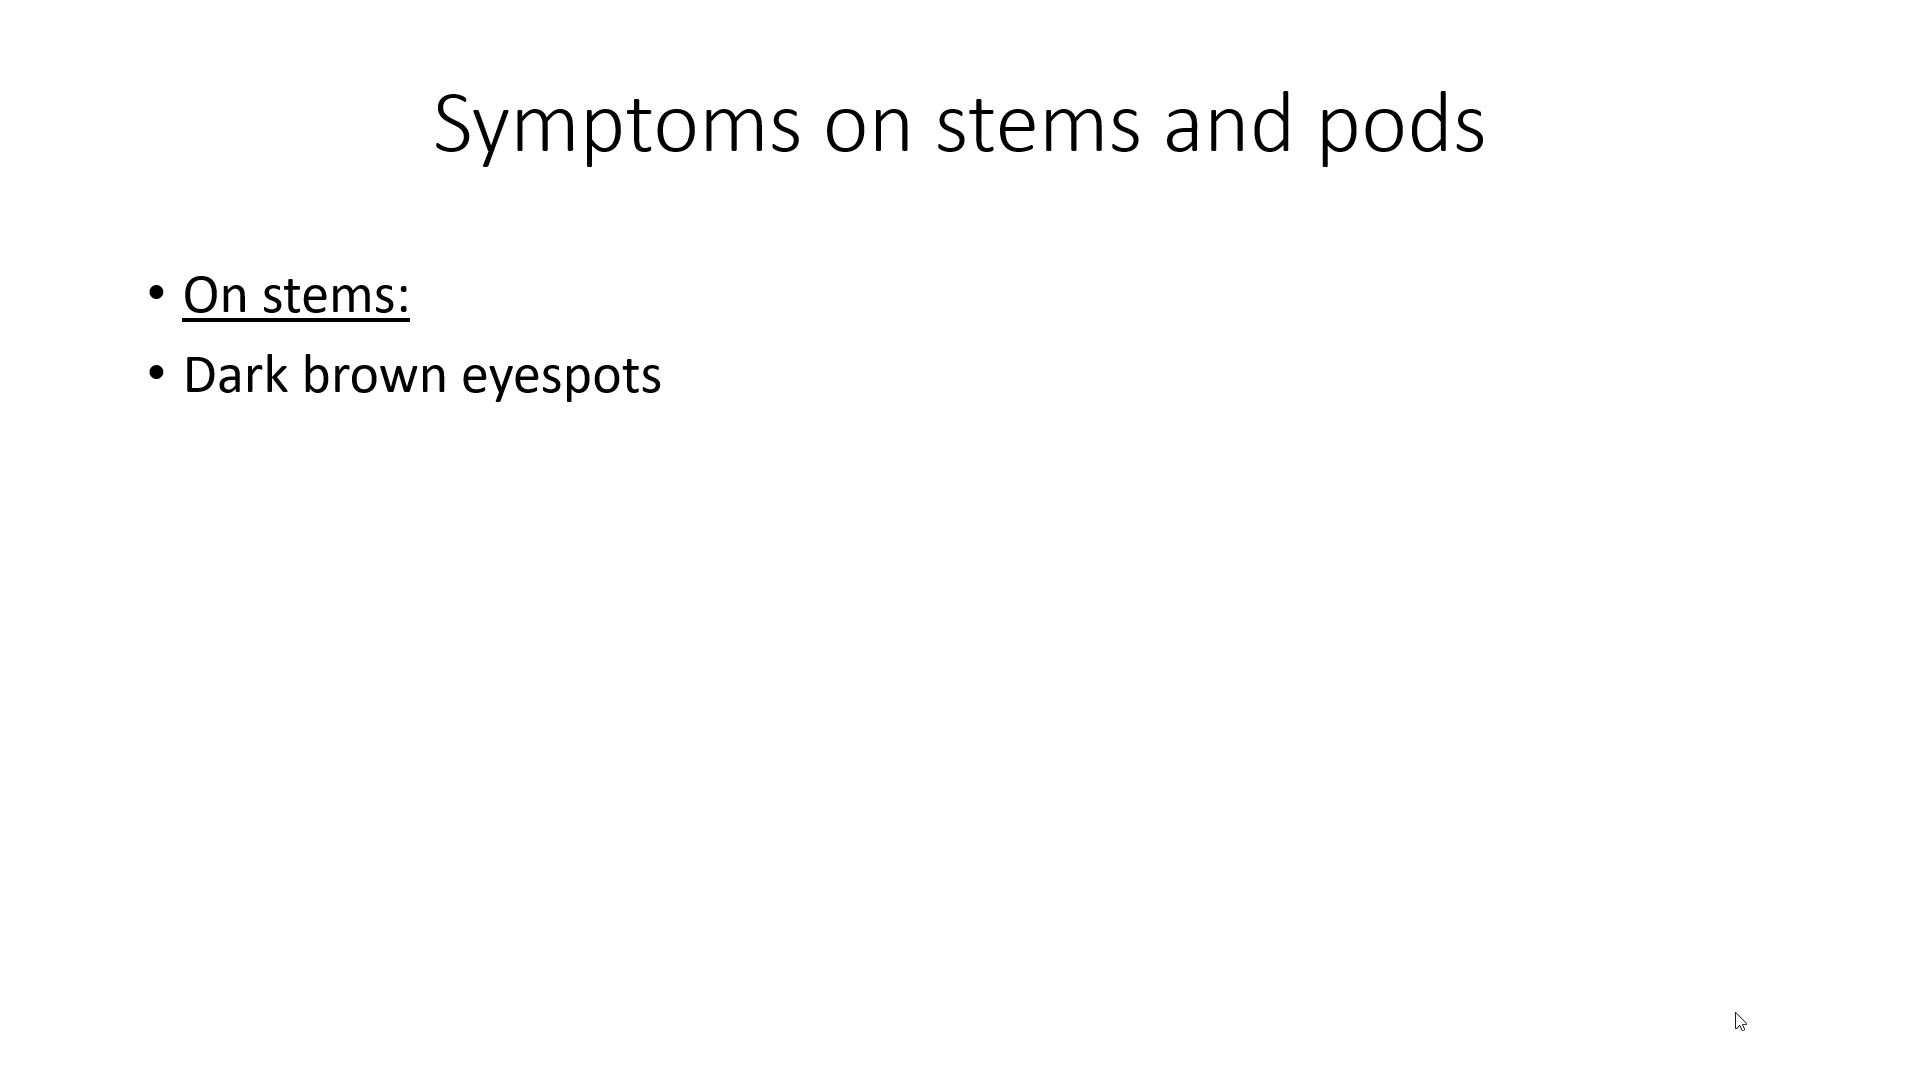 Symptoms on stems and pods
• On stems:
• Dark brown eyespots